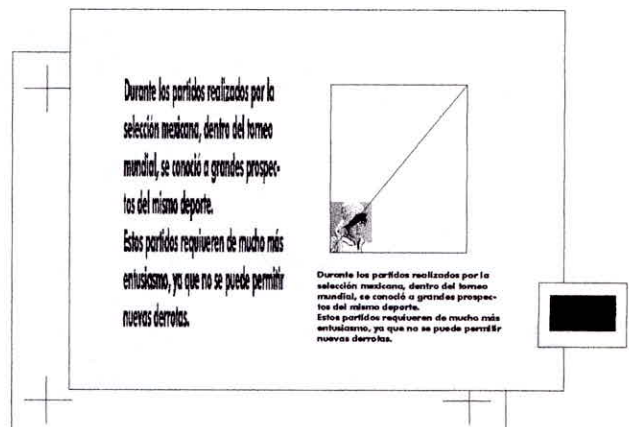 Durante los partidos realizados por la
selección mexicana, dentro del torneo
mundial, se conoció a grandes prospec-
tos del mismo deporte.
Estos partidos requiueren de mucho más
entusiasmo, ya que no se puede permitir
nuevas derrotas.
Durante los partidos realizados por la
selección mexicana, dentro del torneo
mundial, se conoció a grandes prospec-
tos del mismo deporte.
Estos partidos requiueren de mucho más
entusiasmo, ya que no se puede permitir
nuevas derrotas.